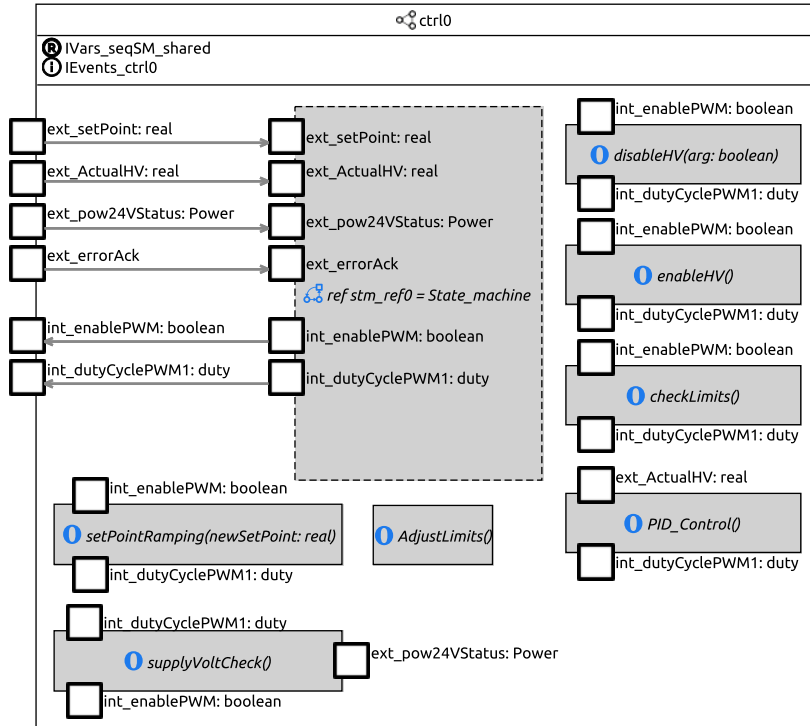 ctrl0
R IVars_seqSM_shared
i IEvents_ctrl0
ext_setPoint: real
ext_ActualHV: real
ext_pow24VStatus: Power
ext_errorAck
int_enablePWM: boolean
int_dutyCyclePWM1: duty
ext_setPoint: real
ext_ActualHV: real
ext_pow24VStatus: Power
ext_errorAck
ref stm_ref0 = State_machine
int_enablePWM: boolean
int_dutyCyclePWM1: duty
int_enablePWM: boolean
O disableHV(arg: boolean)
int_dutyCyclePWM1: duty
int_enablePWM: boolean
O enableHV()
int_dutyCyclePWM1: duty
int_enablePWM: boolean
O checkLimits()
int_dutyCyclePWM1: duty
ext_ActualHV: real
O PID_Control()
int_dutyCyclePWM1: duty
int_enablePWM: boolean
O setPointRamping(newSetPoint: real)
int_dutyCyclePWM1: duty
O AdjustLimits()
int_dutyCyclePWM1: duty
O supplyVoltCheck()
ext_pow24VStatus: Power
int_enablePWM: boolean